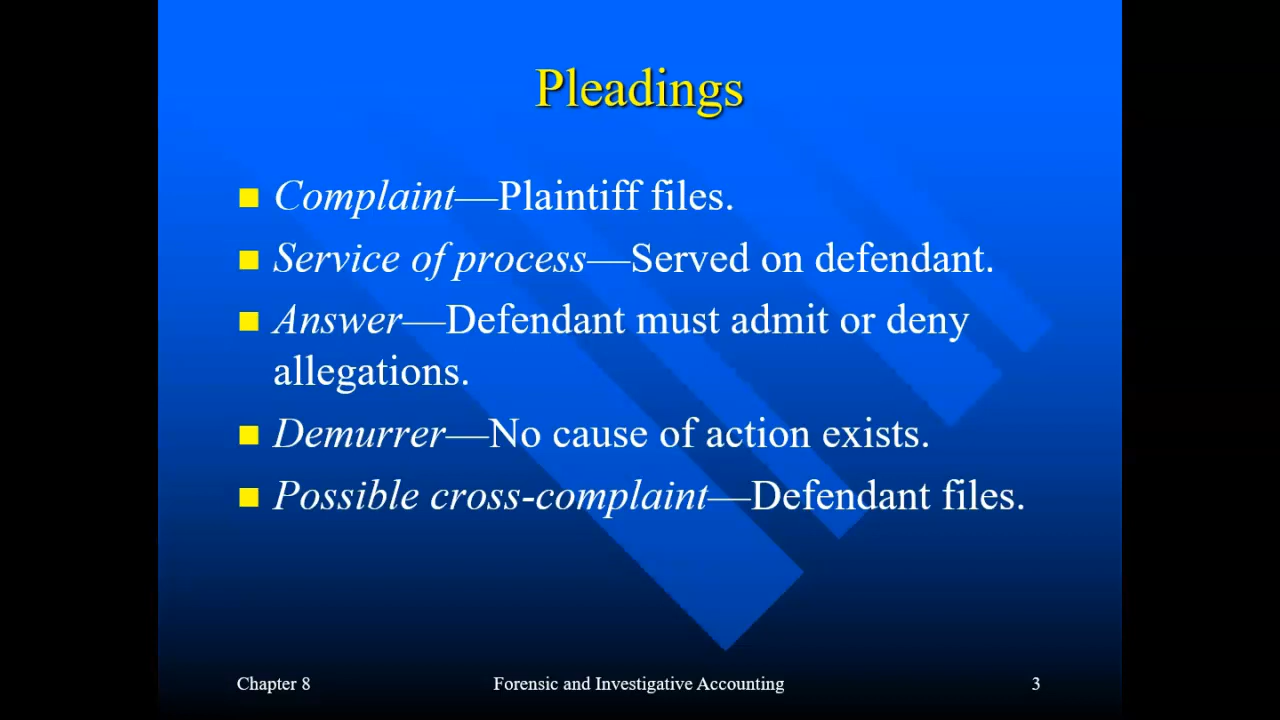 Pleadings
Complaint—Plaintiff files.
Service of process—Served on defendant.
Answer—Defendant must admit or deny
allegations.
Demurrer—No cause of action exists.
Possible cross-complaint—Defendant files.
Chapter 8
Forensic and Investigative Accounting
3